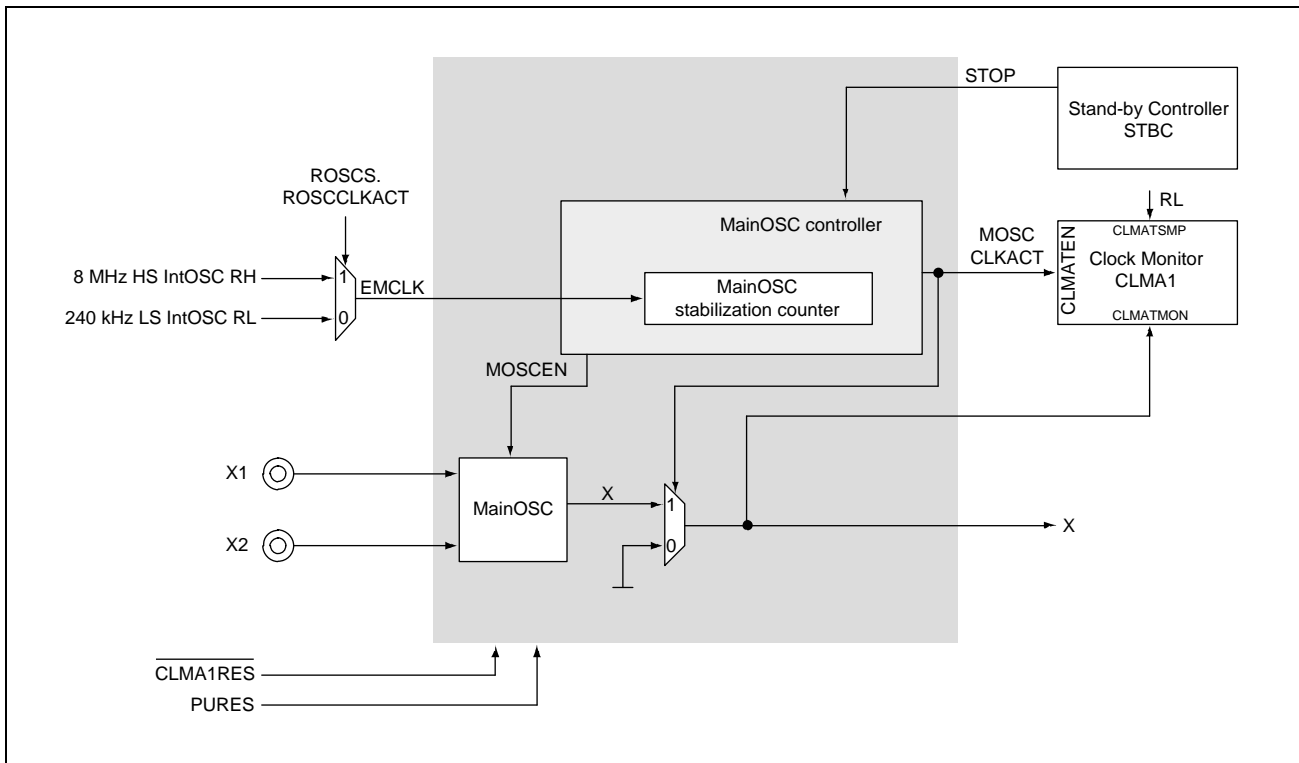 STOP
Stand-by Controller
STBC
ROSCS.
ROSCCLKACT
RL
MainOSC controller
MOSC
CLKACT
CLMATEN
CLMATSMP
Clock Monitor
CLMA1
CLMATMON
8 MHz HS IntOSC RH
1
EMCLK
MainOSC
stabilization counter
240 kHz LS IntOSC RL
0
MOSCEN
X1
MainOSC
X
1
X
X2
0
CLMA1RES
PURES